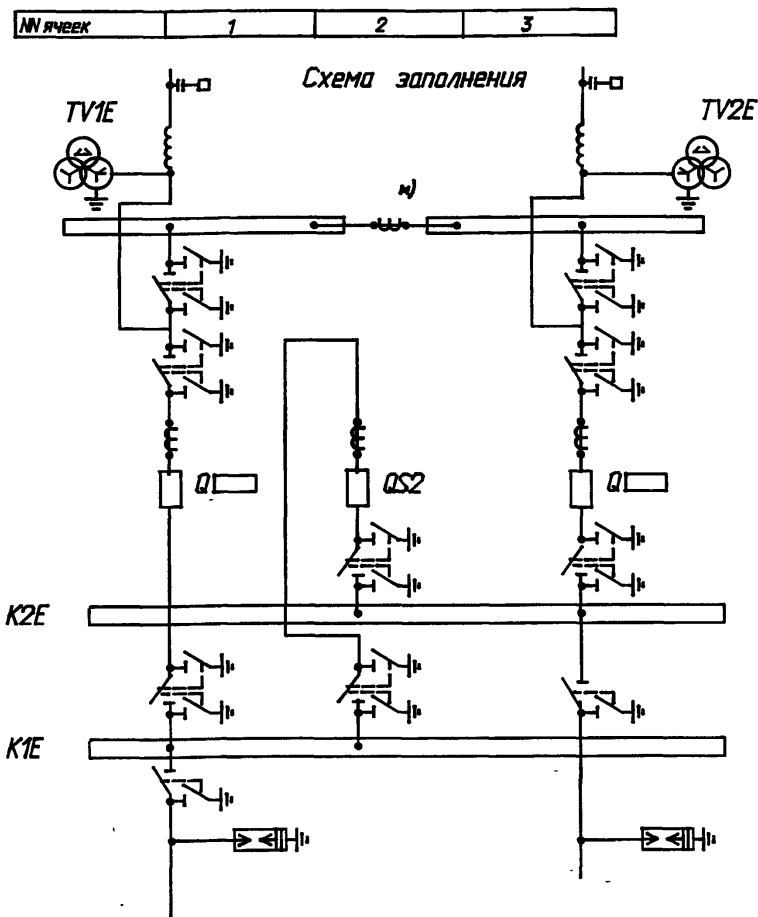 NN ячеек 1 2 3
Схема заполнения
TV1E
TV2E
*)
Q
QS2
Q
K2E
K1E